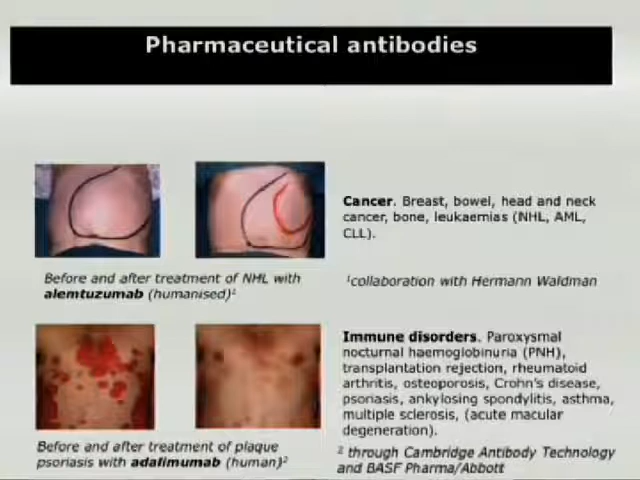 Pharmaceutical antibodies
Cancer. Breast, bowel, head and neck
cancer, bone, leukaemias (NHL, AML,
CLL).
Before and after treatment of NHL with
alemtuzumab (humanised)¹
¹collaboration with Hermann Waldman
Immune disorders. Paroxysmal
nocturnal haemoglobinuria (PNH),
transplantation rejection, rheumatoid
arthritis, osteoporosis, Crohn's disease,
psoriasis, ankylosing spondylitis, asthma,
multiple sclerosis, (acute macular
degeneration).
Before and after treatment of plaque
psoriasis with adalimumab (human)²
² through Cambridge Antibody Technology
and BASF Pharma/Abbott